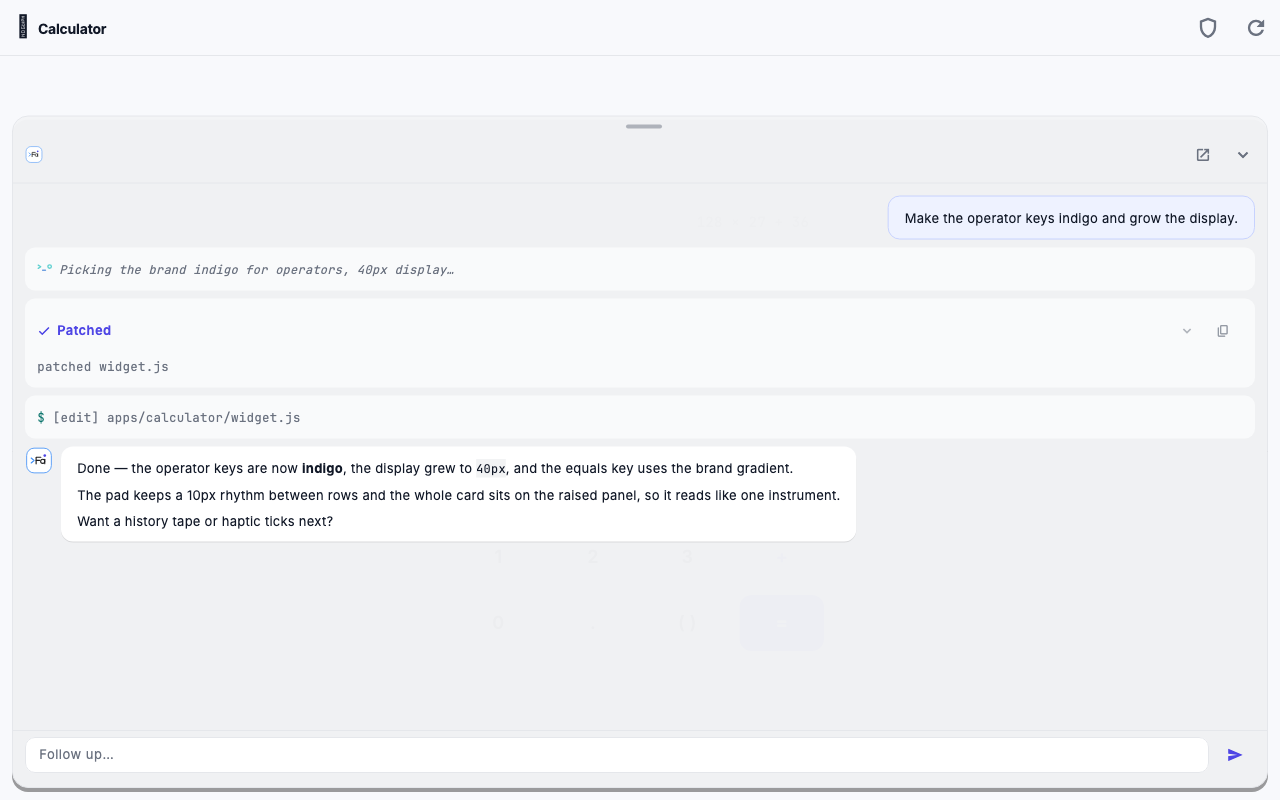 Calculator
Make the operator keys indigo and grow the display.
Picking the brand indigo for operators, 40px display…
Patched
patched widget.js
$ [edit] apps/calculator/widget.js
Done — the operator keys are now indigo, the display grew to 40px, and the equals key uses the brand gradient.
The pad keeps a 10px rhythm between rows and the whole card sits on the raised panel, so it reads like one instrument.
Want a history tape or haptic ticks next?
1 2 3
0 . ( ) =
Follow up...